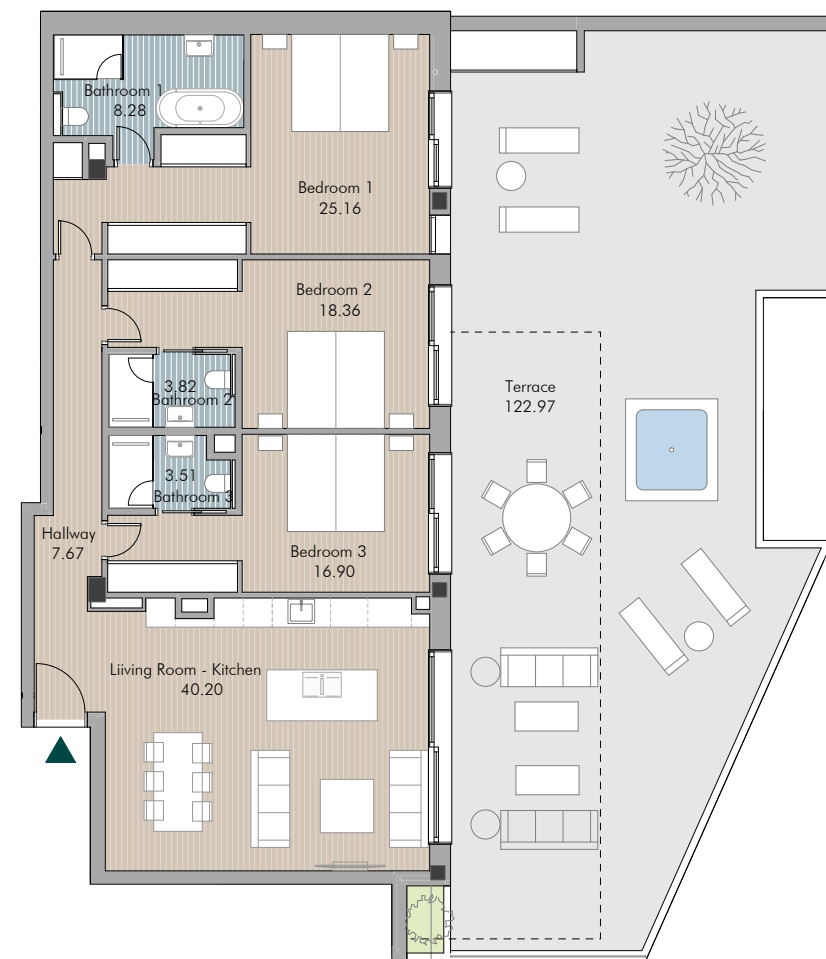 Bathroom 1
8.28
Bedroom 1
25.16
Bedroom 2
18.36
3.82
Bathroom 2
Terrace
122.97
3.51
Bathroom 3
Hallway
7.67
Bedroom 3
16.90
Liiving Room - Kitchen
40.20